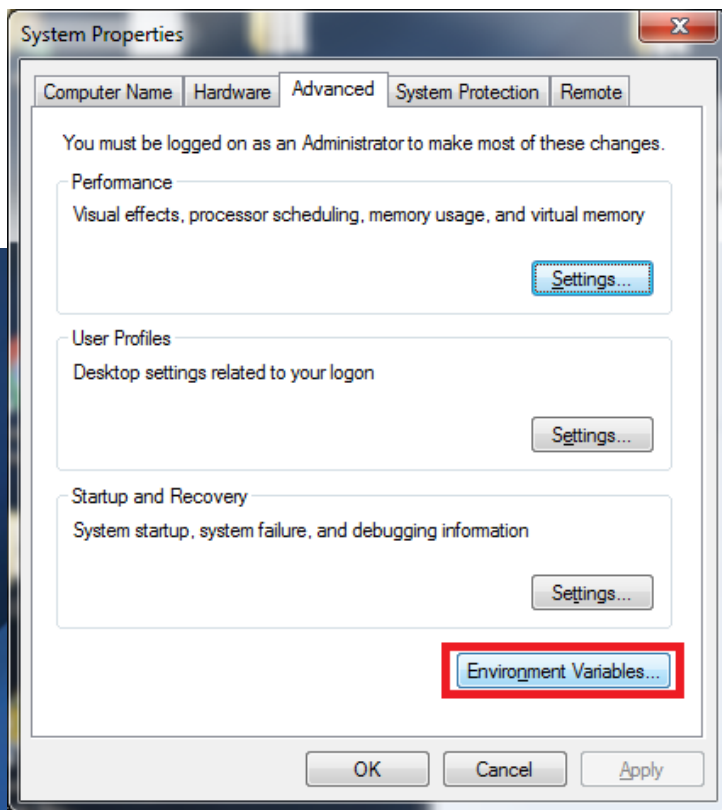 System Properties
Computer Name
Hardware
Advanced
System Protection
Remote
You must be logged on as an Administrator to make most of these changes.
Performance
Visual effects, processor scheduling, memory usage, and virtual memory
Settings...
User Profiles
Desktop settings related to your logon
Settings...
Startup and Recovery
System startup, system failure, and debugging information
Settings...
Environment Variables...
OK
Cancel
Apply